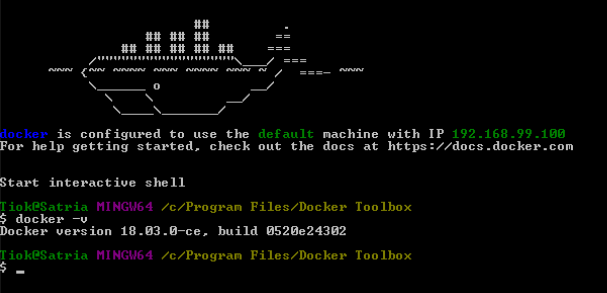 docker is configured to use the default machine with IP 192.168.99.100
For help getting started, check out the docs at https://docs.docker.com
Start interactive shell
Tiok@Satria MINGW64 /c/Program Files/Docker Toolbox
$ docker -v
Docker version 18.03.0-ce, build 0520e24302
Tiok@Satria MINGW64 /c/Program Files/Docker Toolbox
$